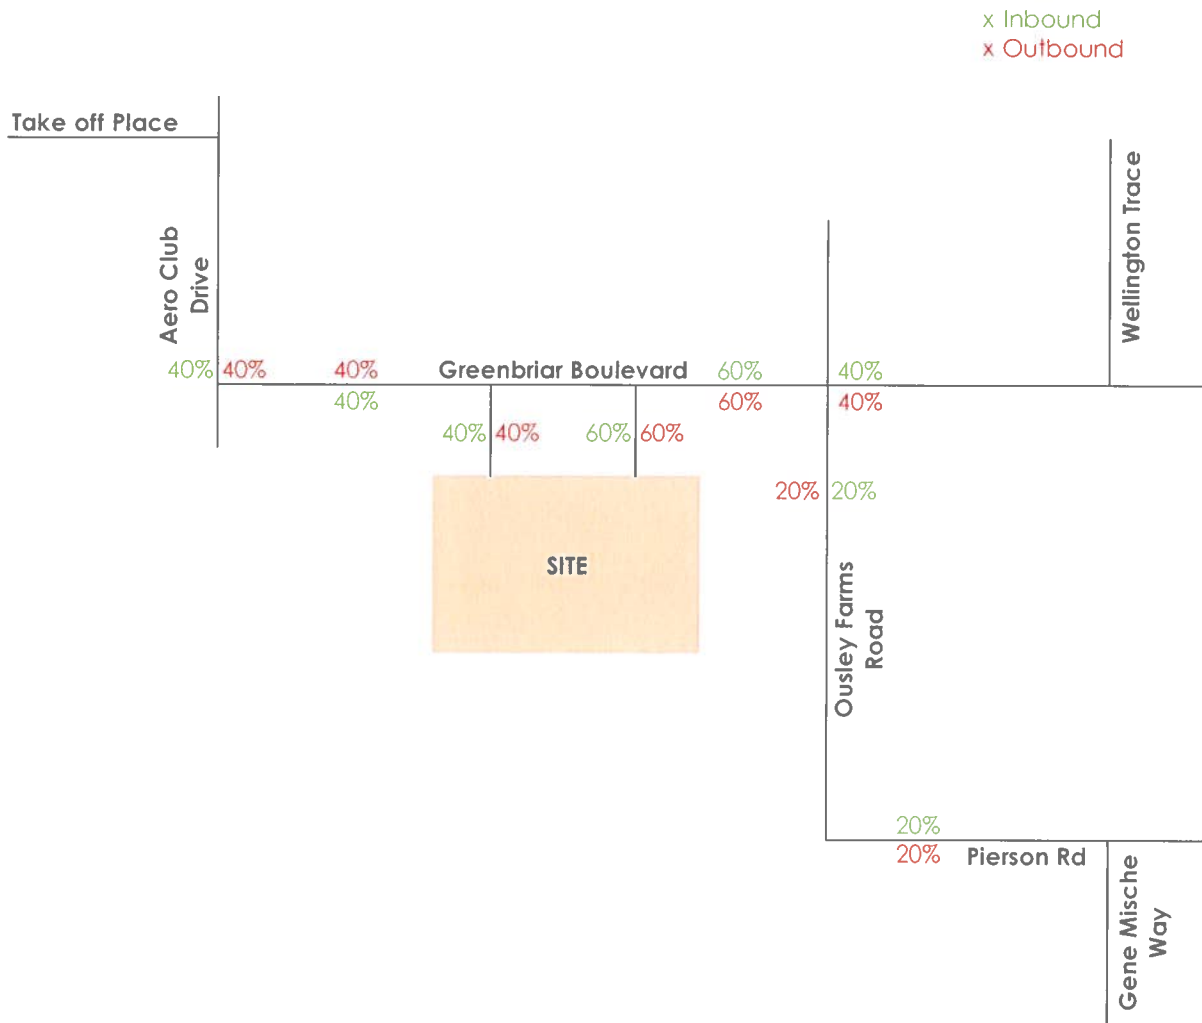 x Inbound
x Outbound
Take off Place
Aero Club
Drive
Wellington Trace
40% 40% 40% Greenbriar Boulevard 60% 40%
40% 60% 40%
40% 40% 60% 60%
20% 20%
SITE
Ousley Farms
Road
20%
20% Pierson Rd
Gene Mische
Way